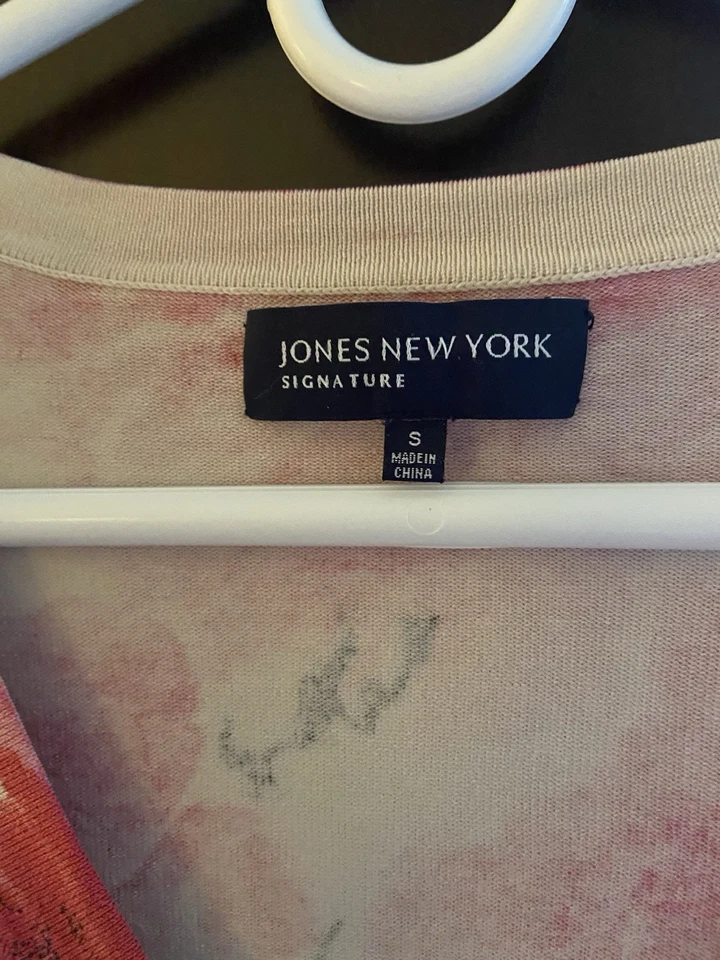 JONES NEW YORK
SIGNATURE
S
MADE IN
CHINA